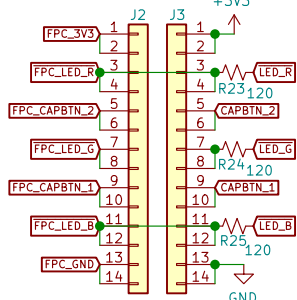 +3V3
J2 J3
FPC_3V3 1 1
2 2
FPC_LED_R 3 3 LED_R
4 4 R23 120
FPC_CAPBTN_2 5 5 CAPBTN_2
6 6
FPC_LED_G 7 7 LED_G
8 8 R24 120
FPC_CAPBTN_1 9 9 CAPBTN_1
10 10
FPC_LED_B 11 11 LED_B
12 12 R25 120
FPC_GND 13 13
14 14
GND